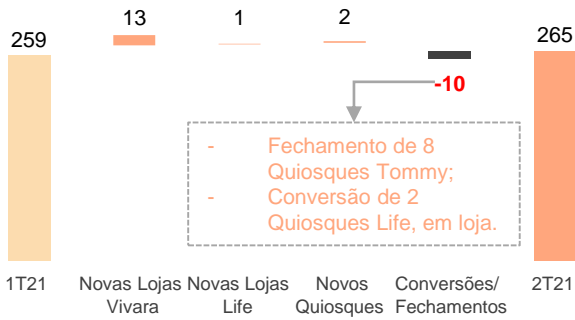 259
13
1
2
-10
265
- Fechamento de 8
Quiosques Tommy;
- Conversão de 2
Quiosques Life, em loja.
1T21
Novas Lojas
Vivara
Novas Lojas
Life
Novos
Quiosques
Conversões/
Fechamentos
2T21